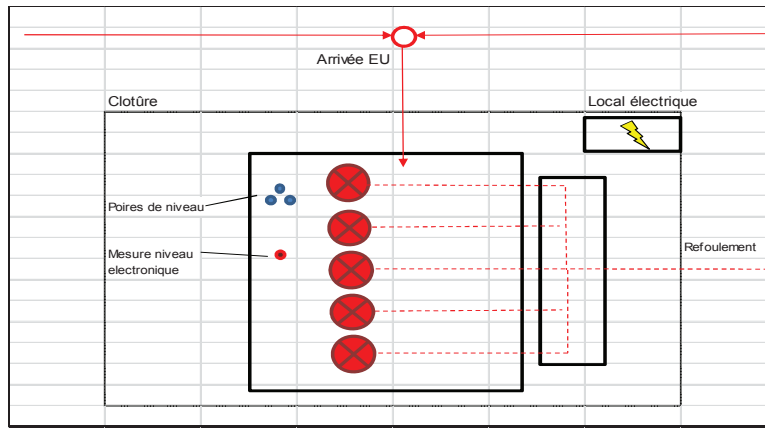 Arrivée EU
Clotûre
Local électrique
Poires de niveau
Mesure niveau
electronique
Refoulement